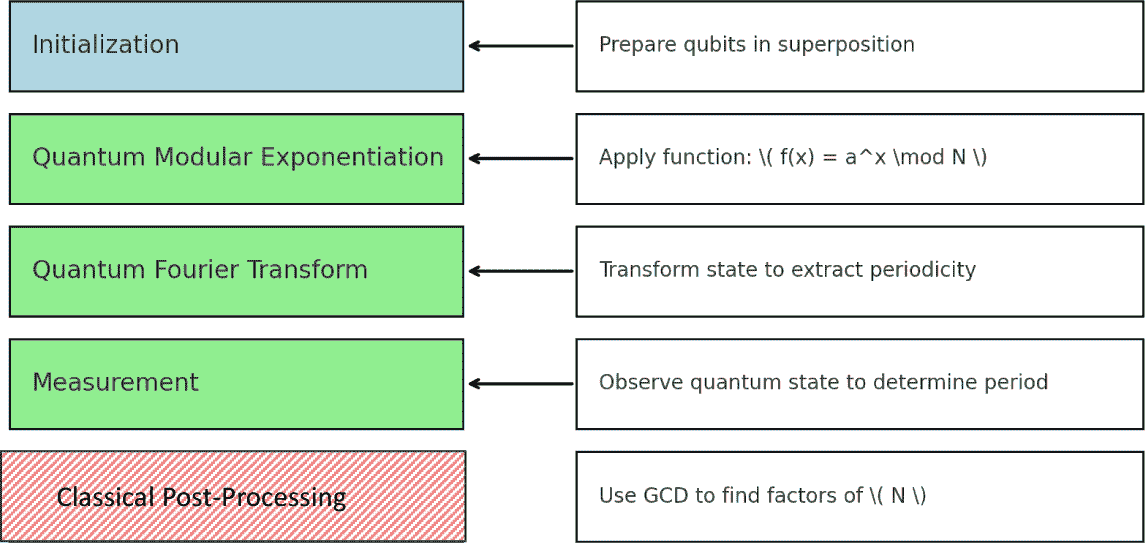 Initialization
Prepare qubits in superposition
Quantum Modular Exponentiation
Apply function: \( f(x) = a^x \mod N \)
Quantum Fourier Transform
Transform state to extract periodicity
Measurement
Observe quantum state to determine period
Classical Post-Processing
Use GCD to find factors of \( N \)